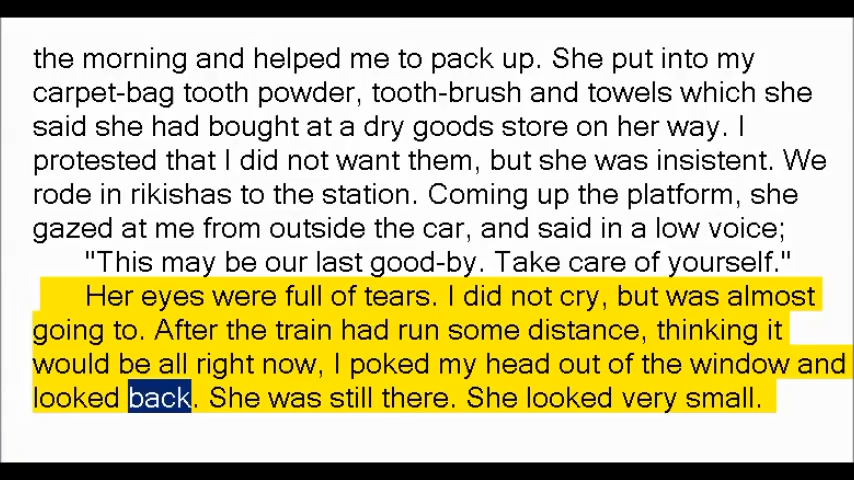 the morning and helped me to pack up. She put into my
carpet-bag tooth powder, tooth-brush and towels which she
said she had bought at a dry goods store on her way. I
protested that I did not want them, but she was insistent. We
rode in rikishas to the station. Coming up the platform, she
gazed at me from outside the car, and said in a low voice;
"This may be our last good-by. Take care of yourself."
Her eyes were full of tears. I did not cry, but was almost
going to. After the train had run some distance, thinking it
would be all right now, I poked my head out of the window and
looked back. She was still there. She looked very small.